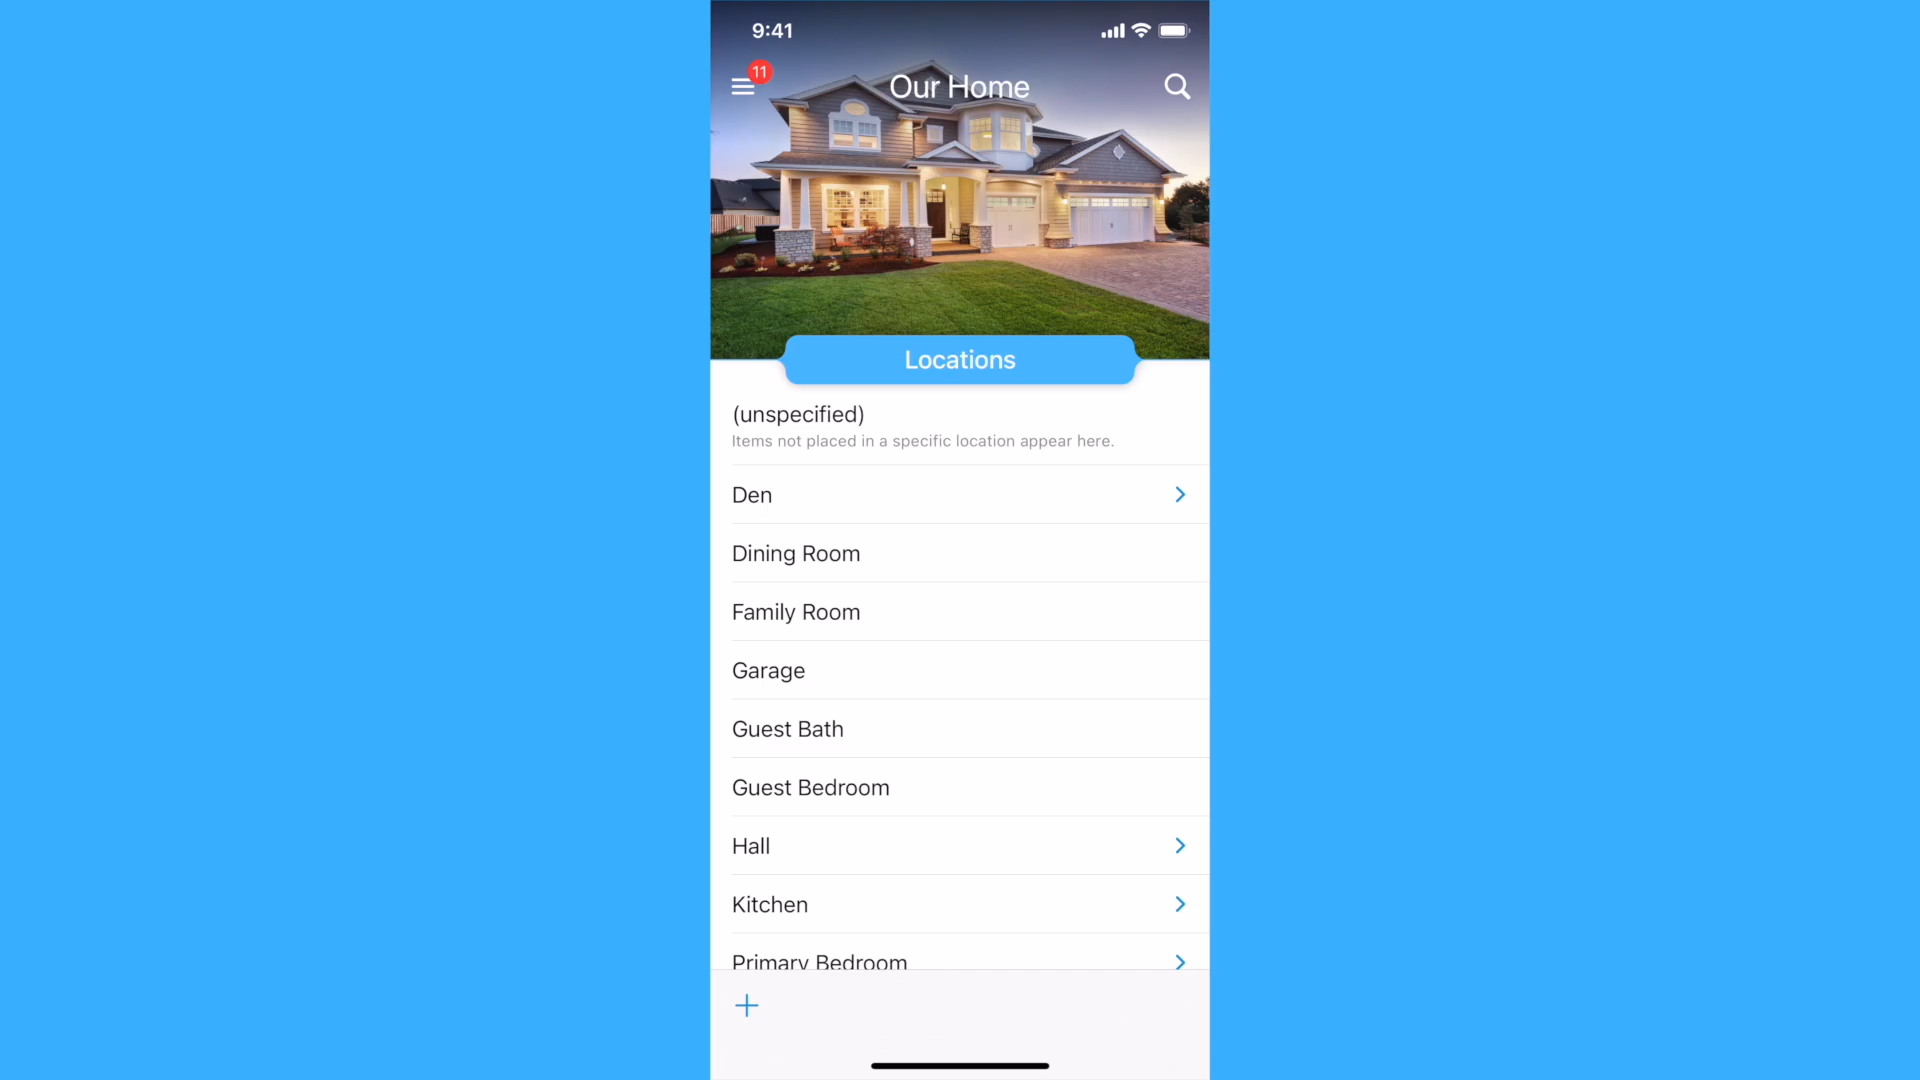 9:41
11
Our Home
Locations
(unspecified)
Items not placed in a specific location appear here.
Den
Dining Room
Family Room
Garage
Guest Bath
Guest Bedroom
Hall
Kitchen
Primary Bedroom